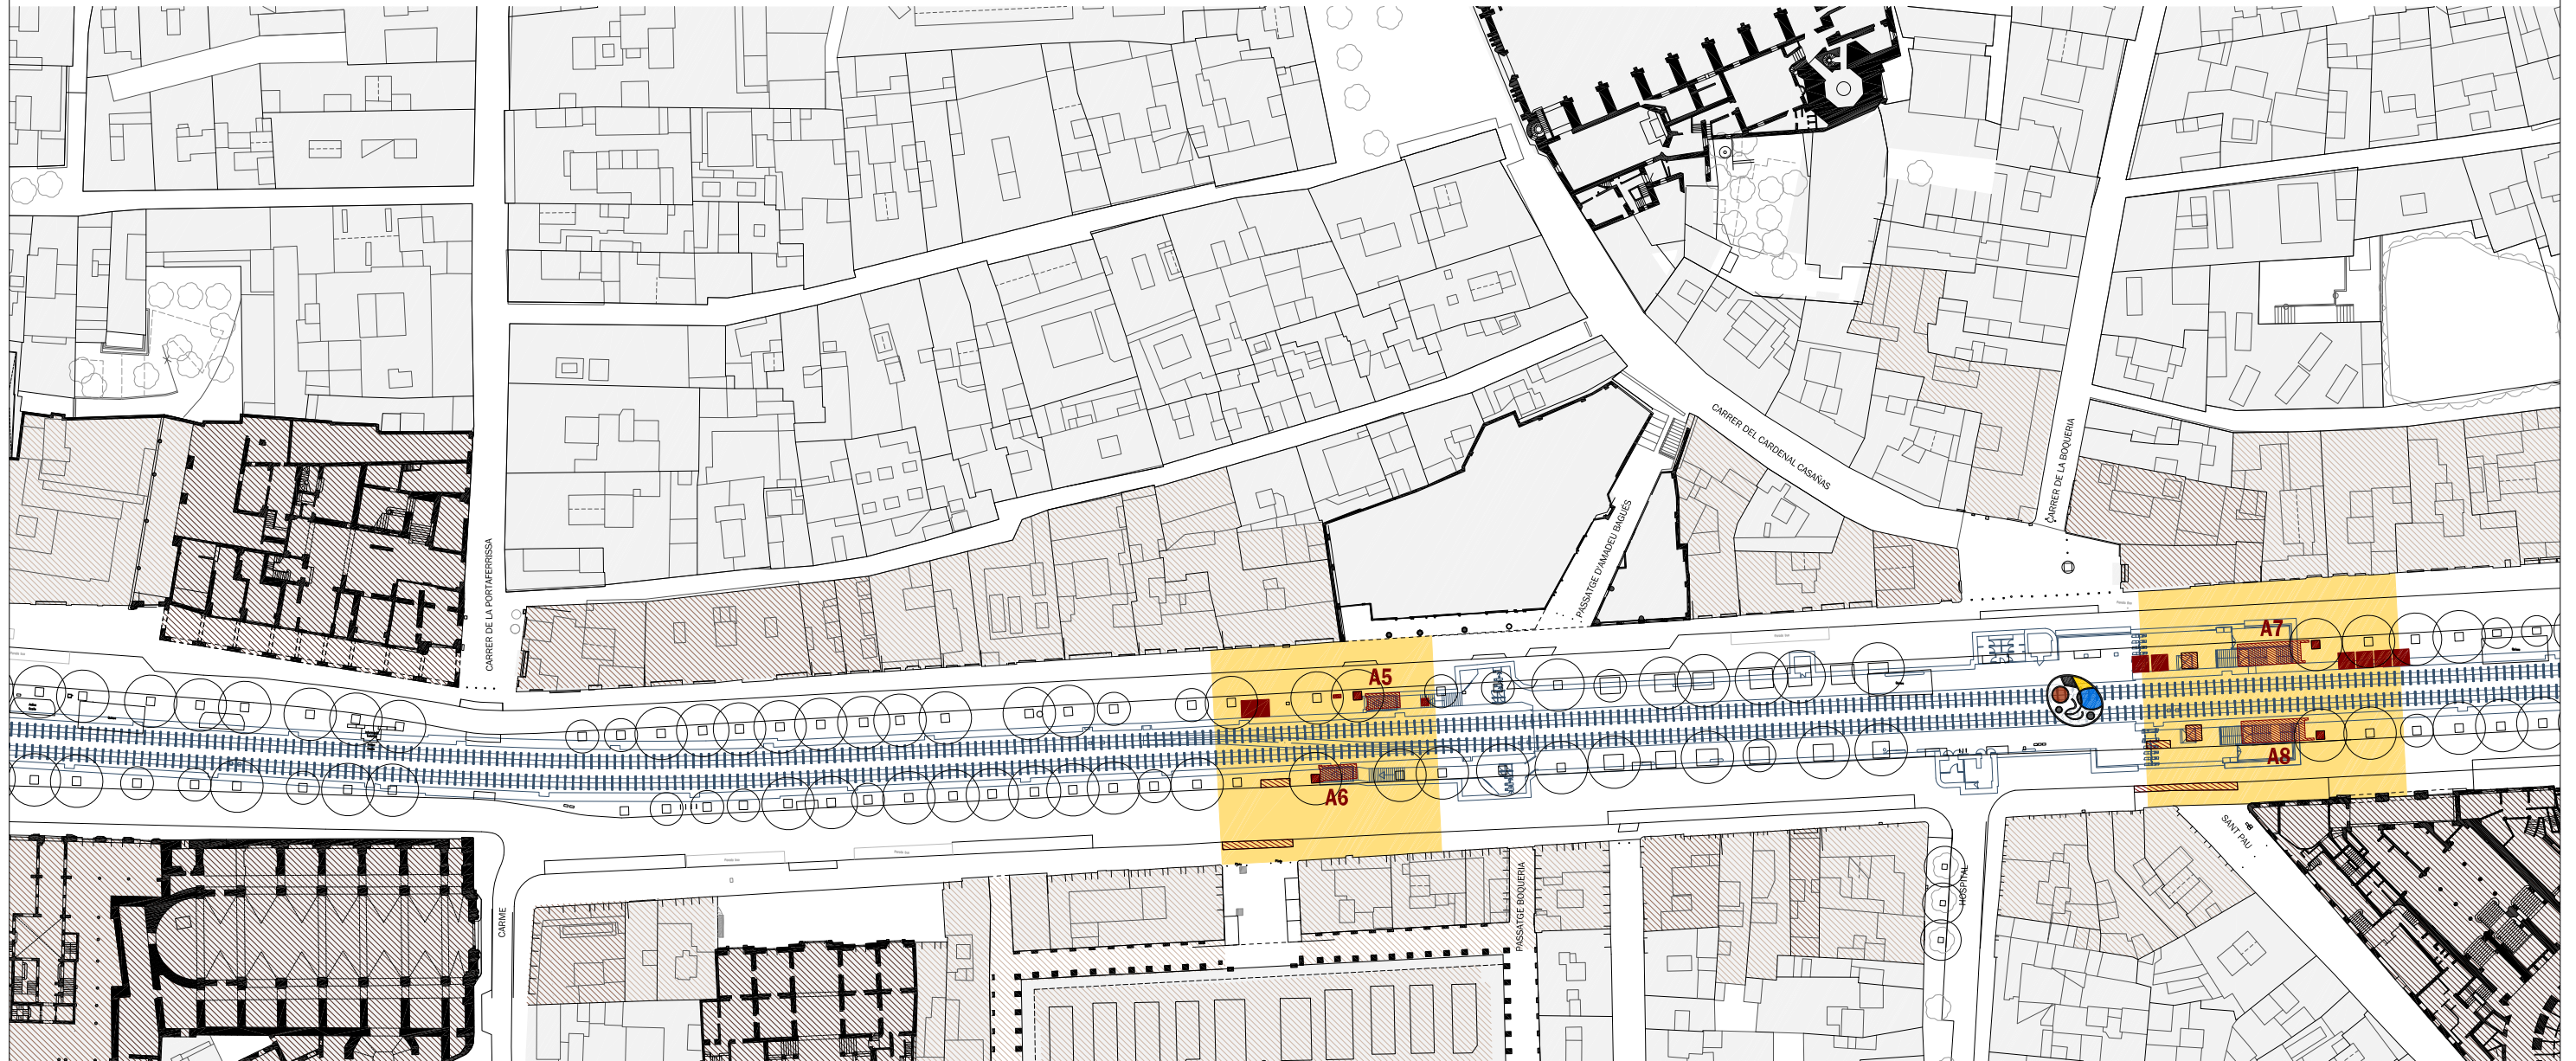 CARRER DE LA PORTAFERRISSA
PASSATGE D'AMADEU BAGUÉS
CARRER DEL CARDENAL CASAÑAS
CARRER DE LA BOQUERIA
A5
A6
A7
A8
CARME
PASSATGE BOQUERIA
HOSPITAL
SANT PAU